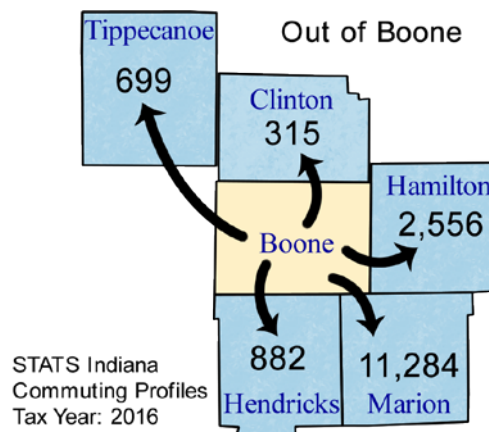 Tippecanoe
699
Out of Boone
Clinton
315
Hamilton
2,556
Boone
882
Hendricks
11,284
Marion
STATS Indiana
Commuting Profiles
Tax Year: 2016